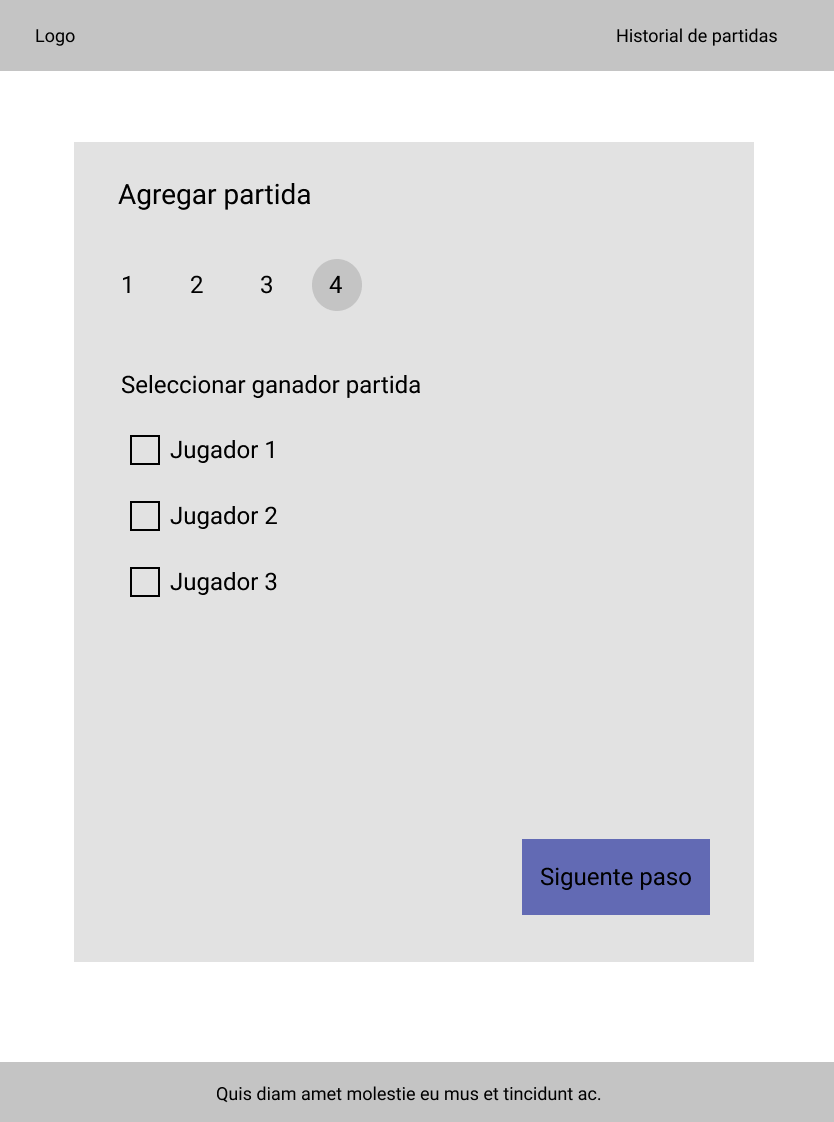 Logo
Historial de partidas
Agregar partida
1 2 3 4
Seleccionar ganador partida
Jugador 1
Jugador 2
Jugador 3
Siguente paso
Quis diam amet molestie eu mus et tincidunt ac.